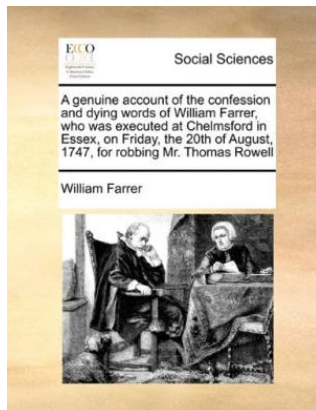 ECCO
Social Sciences
A genuine account of the confession
and dying words of William Farrer,
who was executed at Chelmsford in
Essex, on Friday, the 20th of August,
1747, for robbing Mr. Thomas Rowell
William Farrer